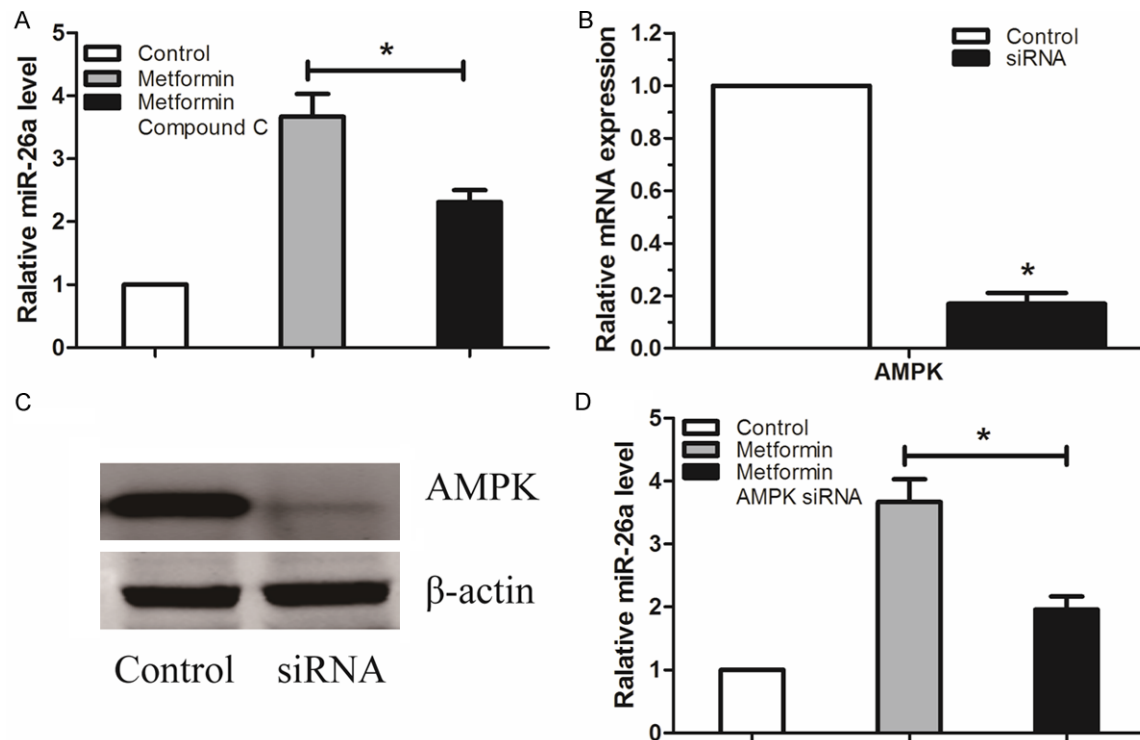 A
Ralative miR-26a level
5
4
3
2
1
0
Control
Metformin
Metformin
Compound C
*
B
Ralative mRNA expression
1.2
1.0
0.8
0.6
0.4
0.2
0.0
Control
siRNA
*
AMPK
C
AMPK
β-actin
Control siRNA
D
Ralative miR-26a level
5
4
3
2
1
0
Control
Metformin
Metformin
AMPK siRNA
*